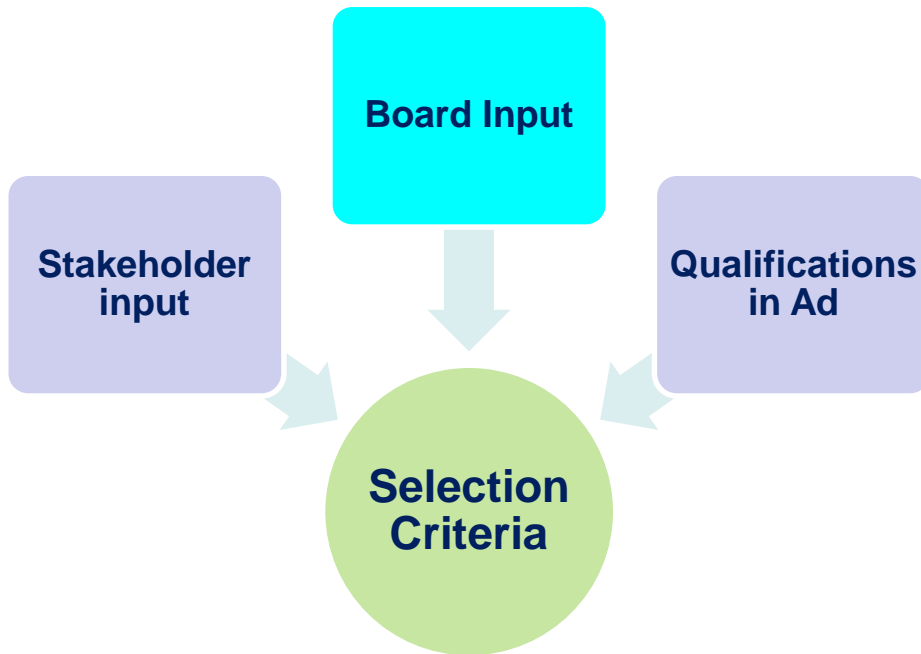 Board Input
Stakeholder
input
Qualifications
in Ad
Selection
Criteria